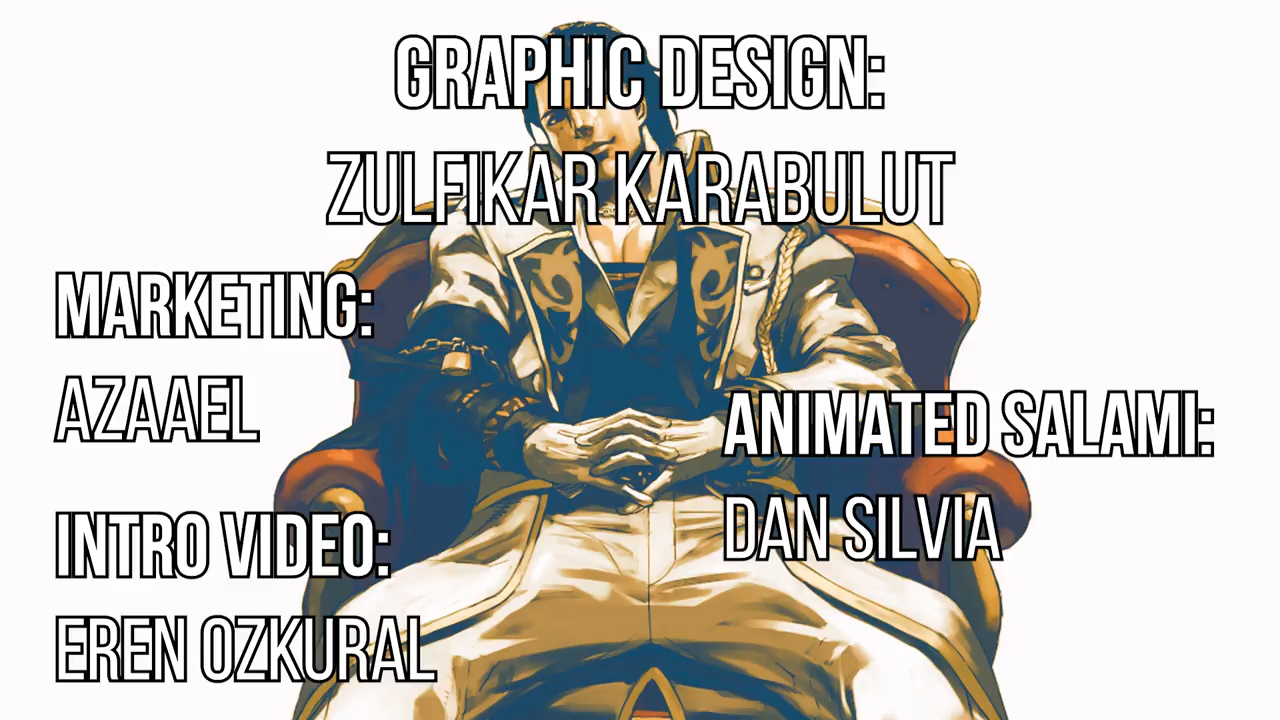 GRAPHIC DESIGN:
ZULFIKAR KARABULUT
MARKETING:
AZAAEL
ANIMATED SALAMI:
DAN SILVIA
INTRO VIDEO:
EREN OZKURAL